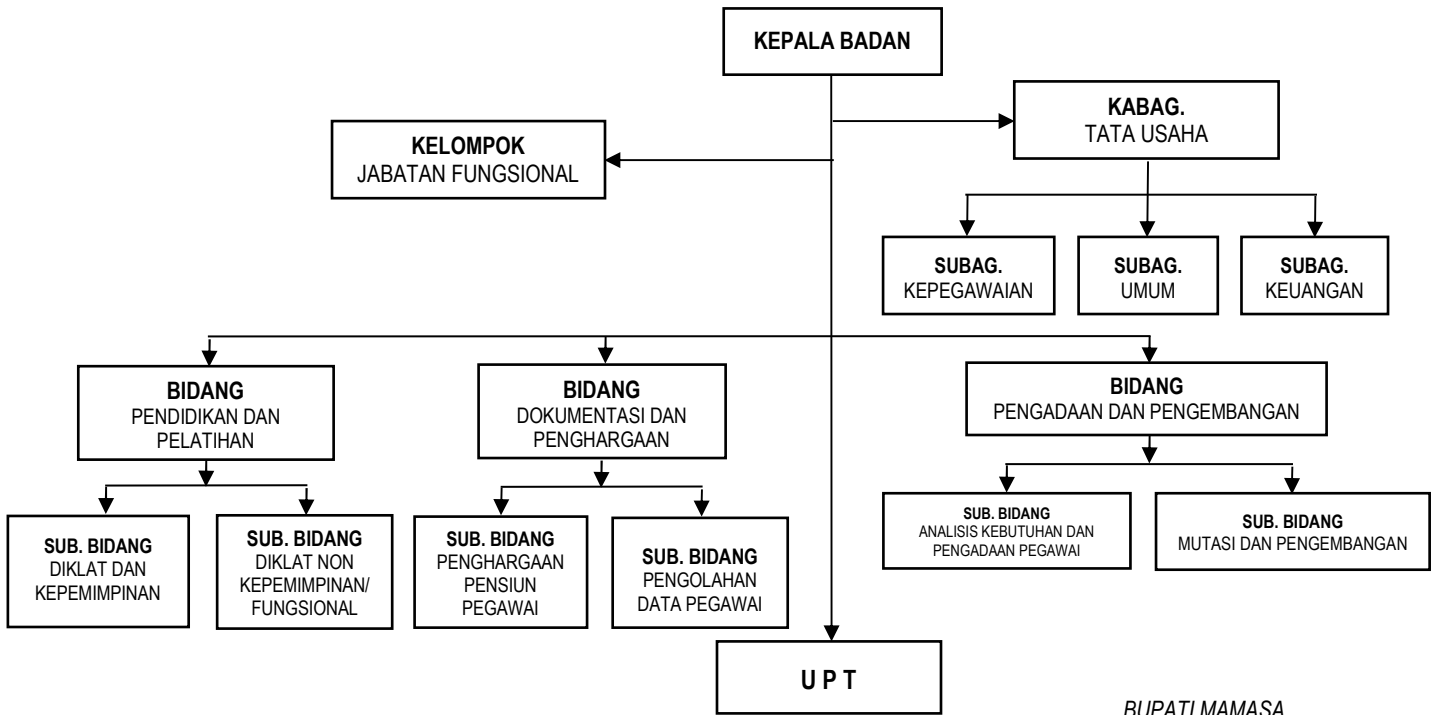 KEPALA BADAN
KABAG.
TATA USAHA
KELOMPOK
JABATAN FUNGSIONAL
SUBAG.
KEPEGAWAIAN
SUBAG.
UMUM
SUBAG.
KEUANGAN
BIDANG
PENDIDIKAN DAN
PELATIHAN
BIDANG
DOKUMENTASI DAN
PENGHARGAAN
BIDANG
PENGADAAN DAN PENGEMBANGAN
SUB. BIDANG
DIKLAT DAN
KEPEMIMPINAN
SUB. BIDANG
DIKLAT NON
KEPEMIMPINAN/
FUNGSIONAL
SUB. BIDANG
PENGHARGAAN
PENSIUN
PEGAWAI
SUB. BIDANG
PENGOLAHAN
DATA PEGAWAI
SUB. BIDANG
ANALISIS KEBUTUHAN DAN
PENGADAAN PEGAWAI
SUB. BIDANG
MUTASI DAN PENGEMBANGAN
U P T
BUPATI MAMASA